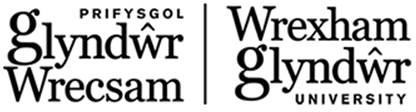 PRIFYSGOL
glyndŵr
Wrecsam
Wrexham
glyndŵr
UNIVERSITY